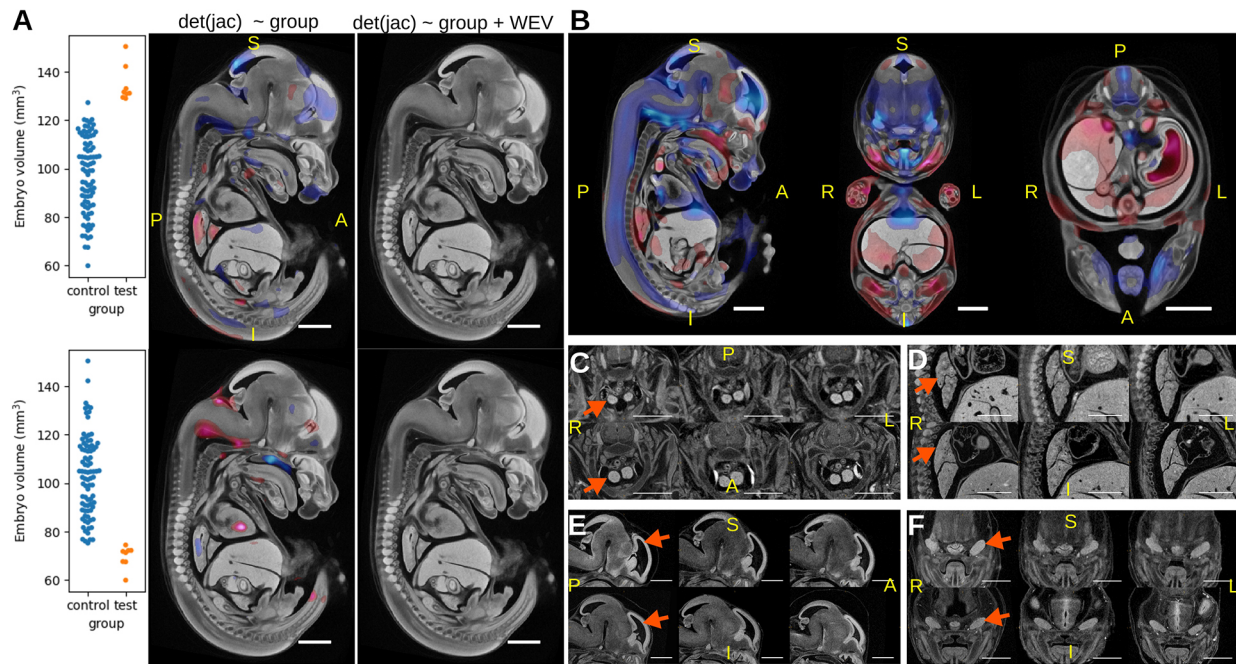 A
det(jac) ~ group
det(jac) ~ group + WEV
B
Embryo volume (mm³)
140
120
100
80
60
control test
group
S
P
A
I
S
P
A
I
S
R
L
I
P
R
L
A
Embryo volume (mm³)
140
120
100
80
60
control test
group
C
P
R
L
A
D
S
R
L
I
E
S
P
A
I
F
S
R
L
I